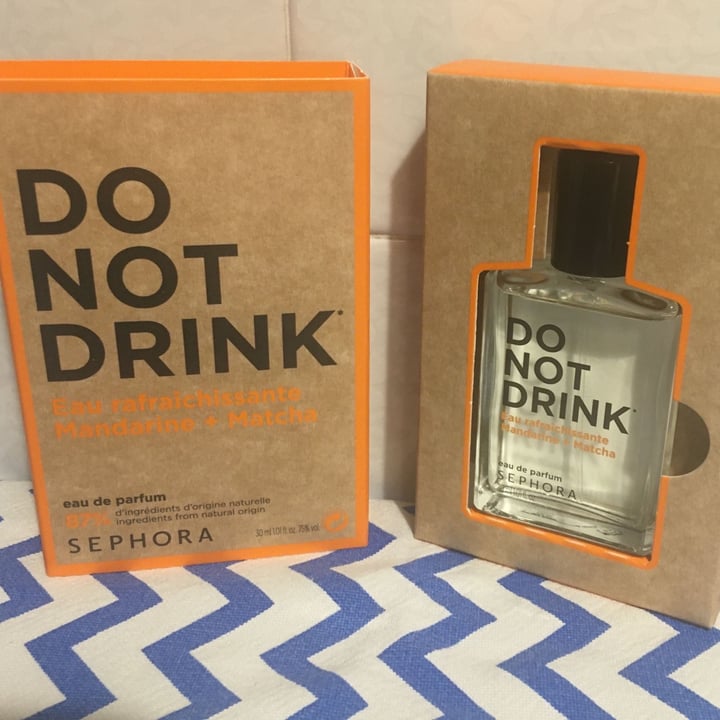 DO
NOT
DRINK*
Eau rafraîchissante
Mandarine + Matcha
eau de parfum
87% d'ingrédients d'origine naturelle
ingredients from natural origin
SEPHORA
30 ml 1.01 fl. oz. 75% vol.
DO
NOT
DRINK*
Eau rafraîchissante
Mandarine + Matcha
eau de parfum
SEPHORA